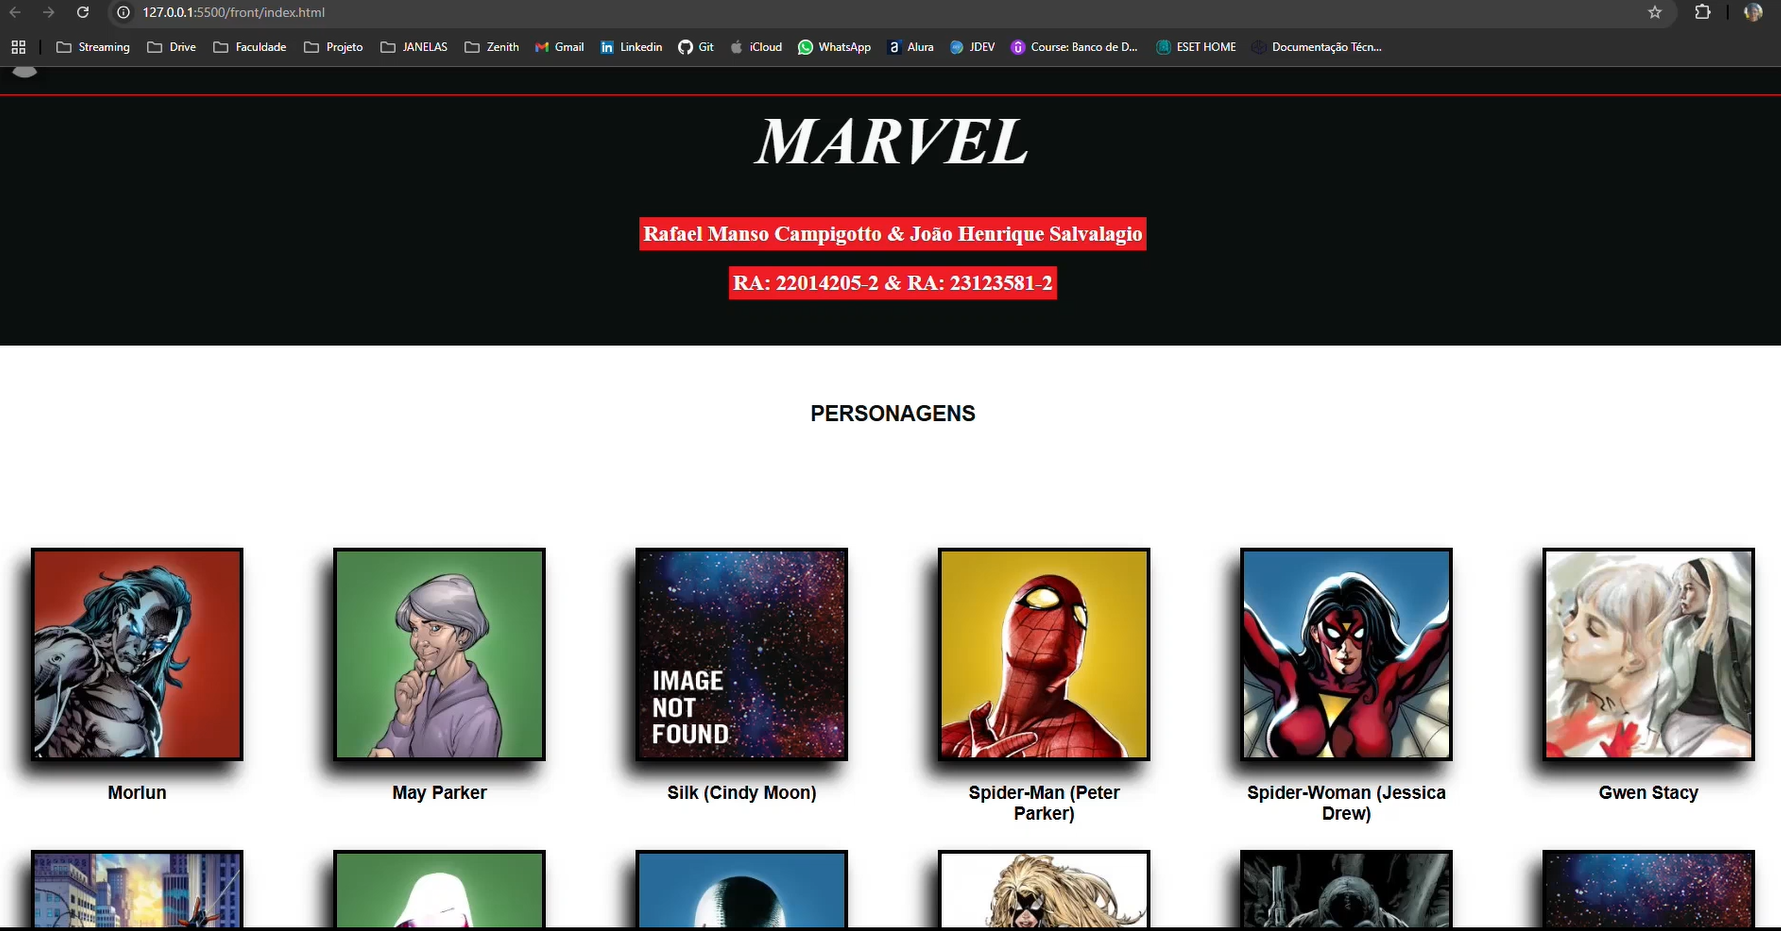 127.0.0.1:5500/front/index.html
Streaming Drive Faculdade Projeto JANELAS Zenith Gmail Linkedin Git iCloud WhatsApp Alura JDEV Course: Banco de D... ESET HOME Documentação Técn...
MARVEL
Rafael Manso Campigotto & João Henrique Salvalagio
RA: 22014205-2 & RA: 23123581-2
PERSONAGENS
IMAGE
NOT
FOUND
Morlun
May Parker
Silk (Cindy Moon)
Spider-Man (Peter
Parker)
Spider-Woman (Jessica
Drew)
Gwen Stacy